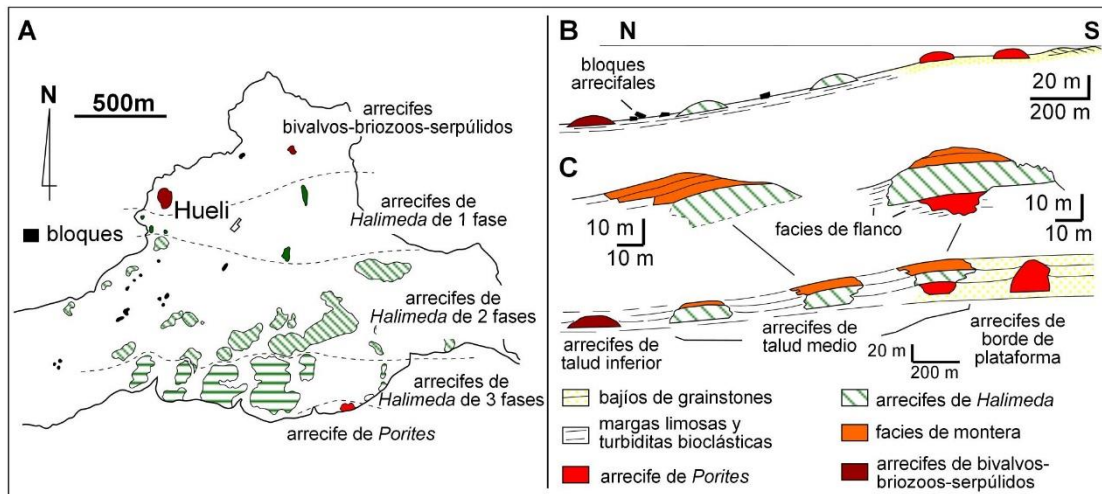 A
N
500m
arrecifes
bivalvos-briozoos-serpúlidos
Hueli
arrecifes de
Halimeda de 1 fase
bloques
arrecifes de
Halimeda de 2 fases
arrecifes de
Halimeda de 3 fases
arrecife de Porites
B N S
bloques
arrecifales
20 m
200 m
C
10 m
10 m
facies de flanco
10 m
10 m
arrecifes de
talud inferior
arrecifes de
talud medio
20 m
200 m
arrecifes de
borde de
plataforma
bajíos de grainstones
margas limosas y
turbiditas bioclásticas
arrecife de Porites
arrecifes de Halimeda
facies de montera
arrecifes de bivalvos-
briozoos-serpúlidos